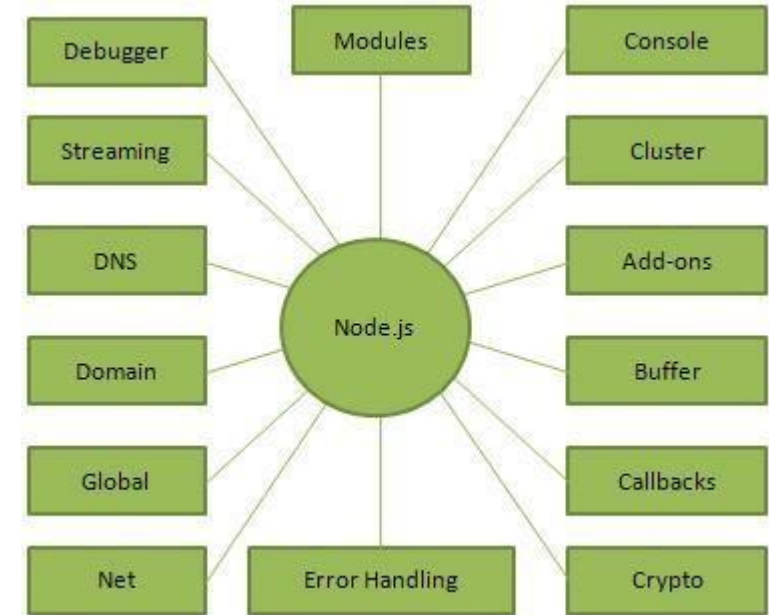 Debugger
Modules
Console
Streaming
Cluster
DNS
Add-ons
Node.js
Domain
Buffer
Global
Callbacks
Net
Error Handling
Crypto